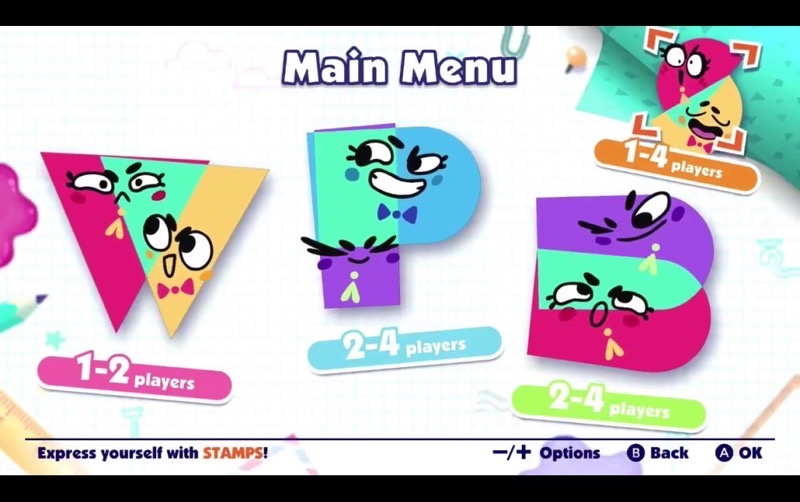 Main Menu
1-4 players
W
P
B
1-2 players
2-4 players
2-4 players
Express yourself with STAMPS!
−/+ Options
B Back
A OK